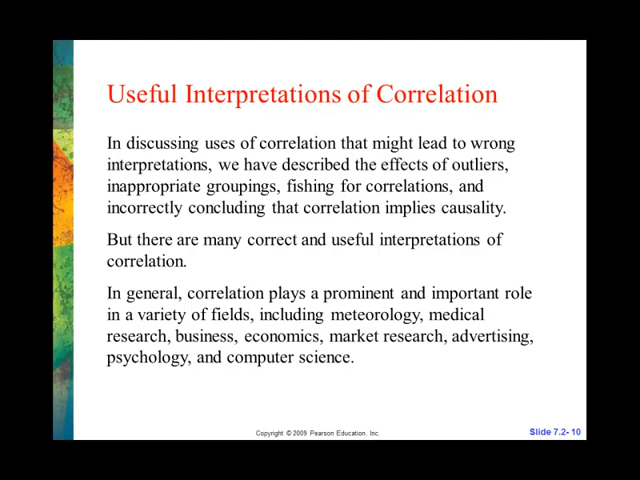 Useful Interpretations of Correlation
In discussing uses of correlation that might lead to wrong
interpretations, we have described the effects of outliers,
inappropriate groupings, fishing for correlations, and
incorrectly concluding that correlation implies causality.
But there are many correct and useful interpretations of
correlation.
In general, correlation plays a prominent and important role
in a variety of fields, including meteorology, medical
research, business, economics, market research, advertising,
psychology, and computer science.
Copyright © 2009 Pearson Education, Inc.
Slide 7.2- 10